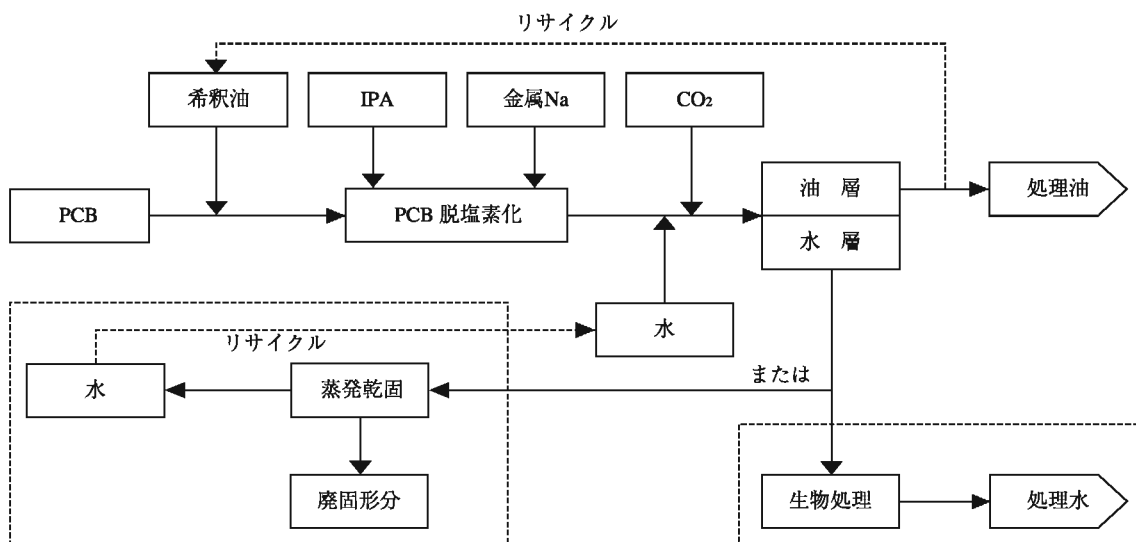 リサイクル
希釈油
IPA
金属Na
CO₂
PCB
PCB 脱塩素化
油 層
水 層
処理油
水
リサイクル
水
蒸発乾固
または
廃固形分
生物処理
処理水